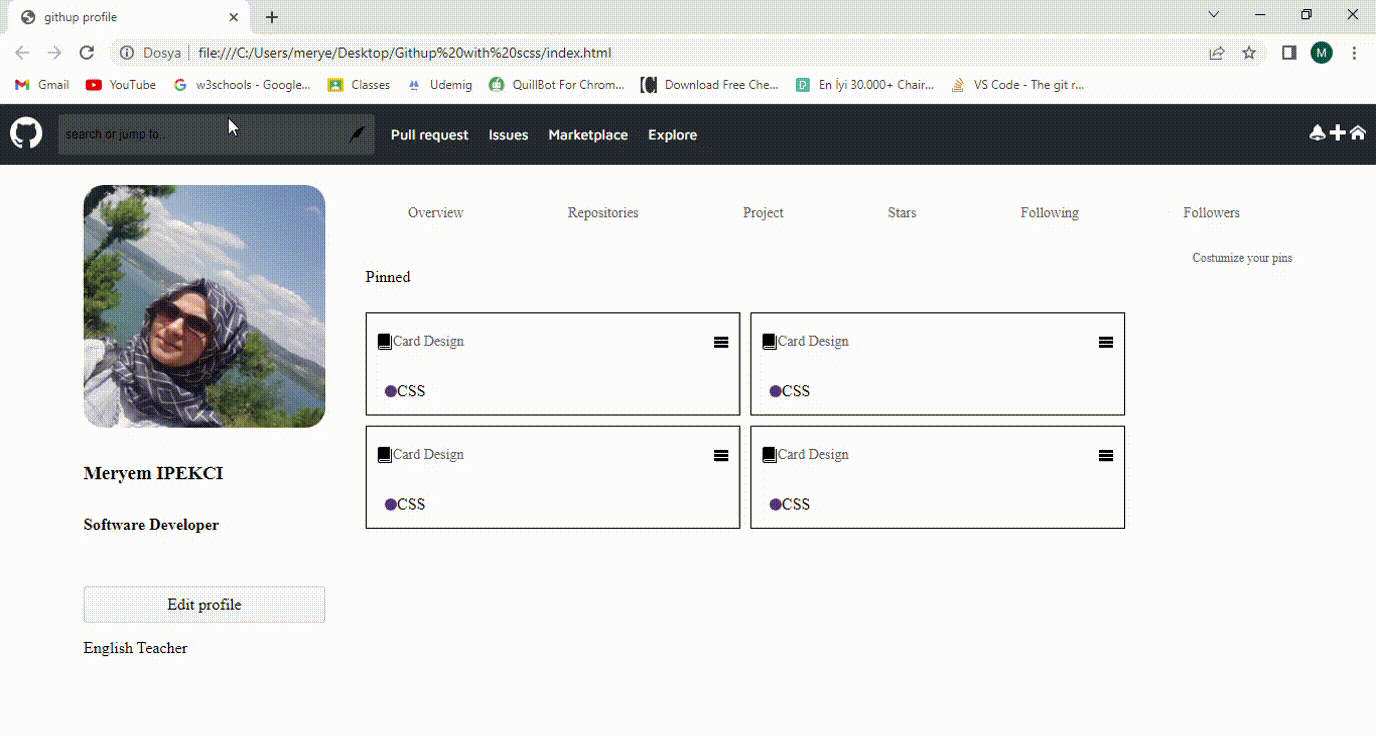 githup profile
Dosya | file:///C:/Users/merye/Desktop/Githup%20with%20scss/index.html
M
Gmail YouTube w3schools - Google... Classes Udemig QuillBot For Chrom... Download Free Che... En İyi 30.000+ Chair... VS Code - The git r...
search or jump to... Pull request Issues Marketplace Explore
Overview Repositories Project Stars Following Followers
Costumize your pins
Pinned
Card Design Card Design
CSS CSS
Card Design Card Design
CSS CSS
Meryem IPEKCI
Software Developer
Edit profile
English Teacher